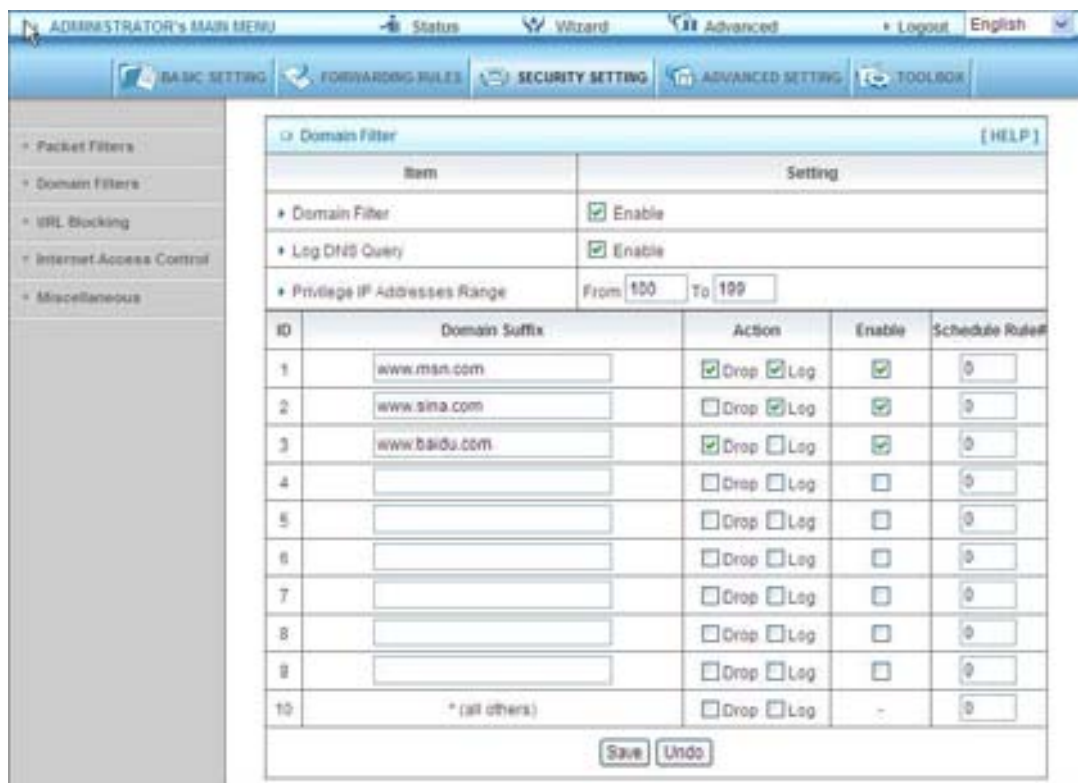 ADMINISTRATOR's MAIN MENU Status Wizard Advanced Logout English
BASIC SETTING FORWARDING RULES SECURITY SETTING ADVANCED SETTING TOOLBOX
Packet Filters
Domain Filters
URL Blocking
Internet Access Control
Miscellaneous
Domain Filter [HELP]
Item Setting
Domain Filter Enable
Log DNS Query Enable
Privilege IP Addresses Range From 100 To 199
ID Domain Suffix Action Enable Schedule Rule#
1 www.msn.com Drop Log 0
2 www.sina.com Drop Log 0
3 www.baidu.com Drop Log 0
4 Drop Log 0
5 Drop Log 0
6 Drop Log 0
7 Drop Log 0
8 Drop Log 0
9 Drop Log 0
10 * (all others) Drop Log - 0
Save Undo